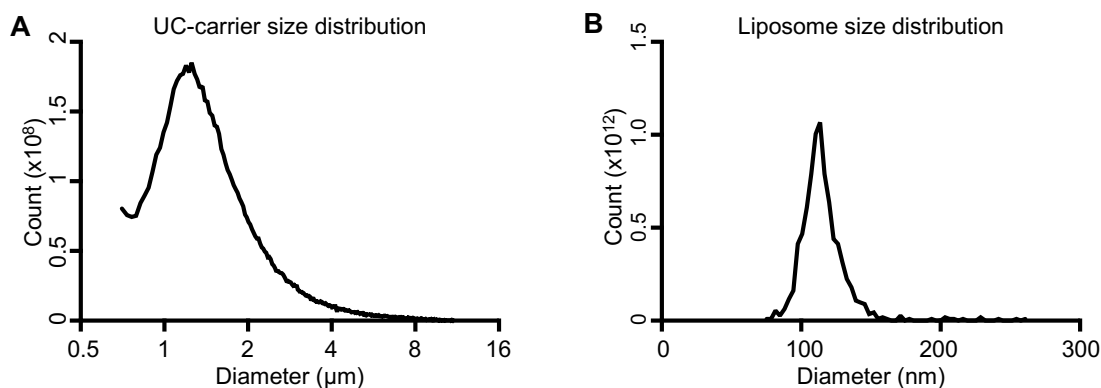 A
UC-carrier size distribution
2
1.5
1
0.5
0
Count (x10⁸)
0.5 1 2 4 8 16
Diameter (µm)
B
Liposome size distribution
1.5
1.0
0.5
0
Count (x10¹²)
0 100 200 300
Diameter (nm)